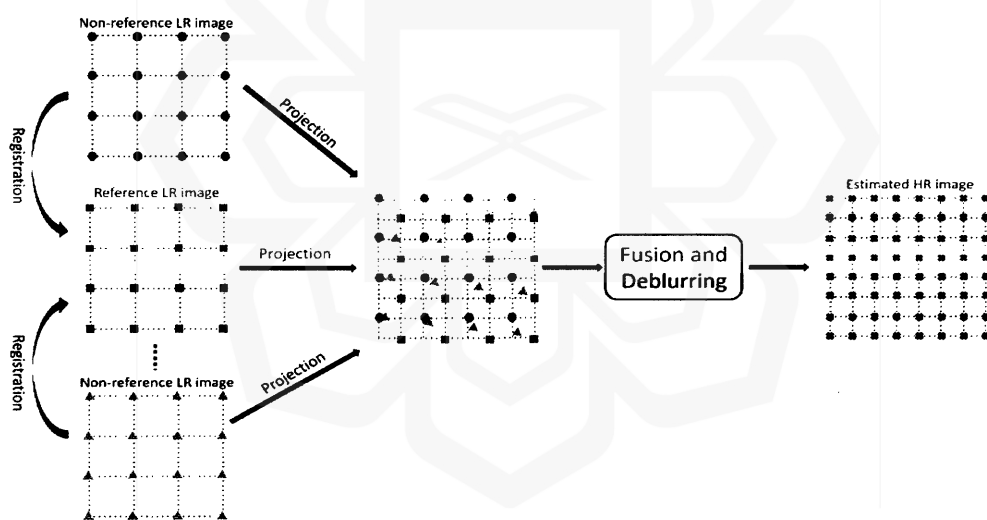 Non-reference LR image
Registration
Projection
Reference LR image
Projection
Estimated HR image
Fusion and
Deblurring
Registration
Non-reference LR image
Projection